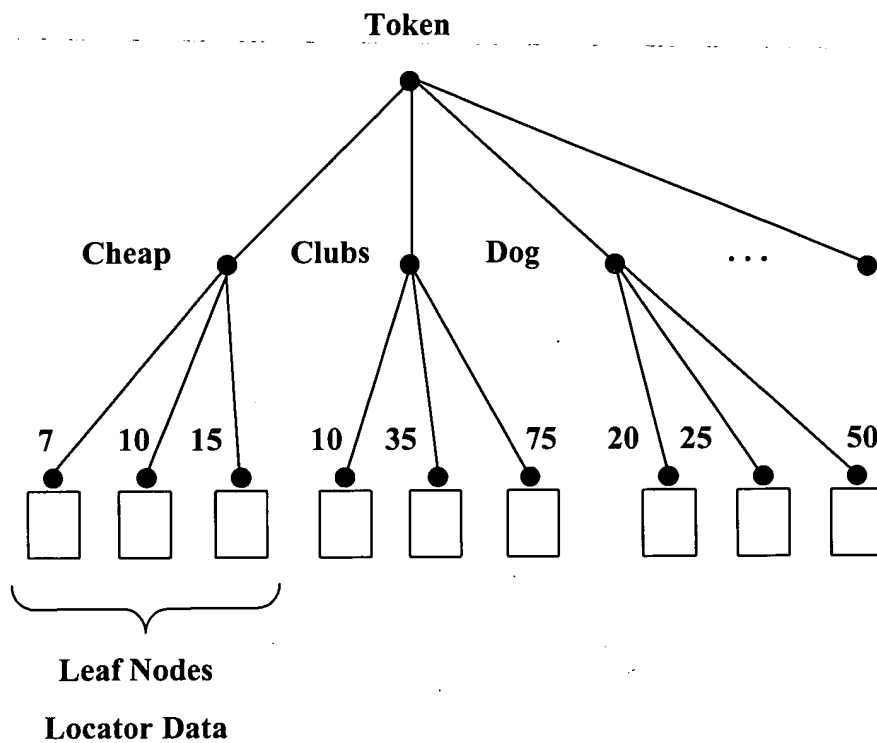 Token
Cheap Clubs Dog ...
7 10 15 10 35 75 20 25 50
Leaf Nodes
Locator Data